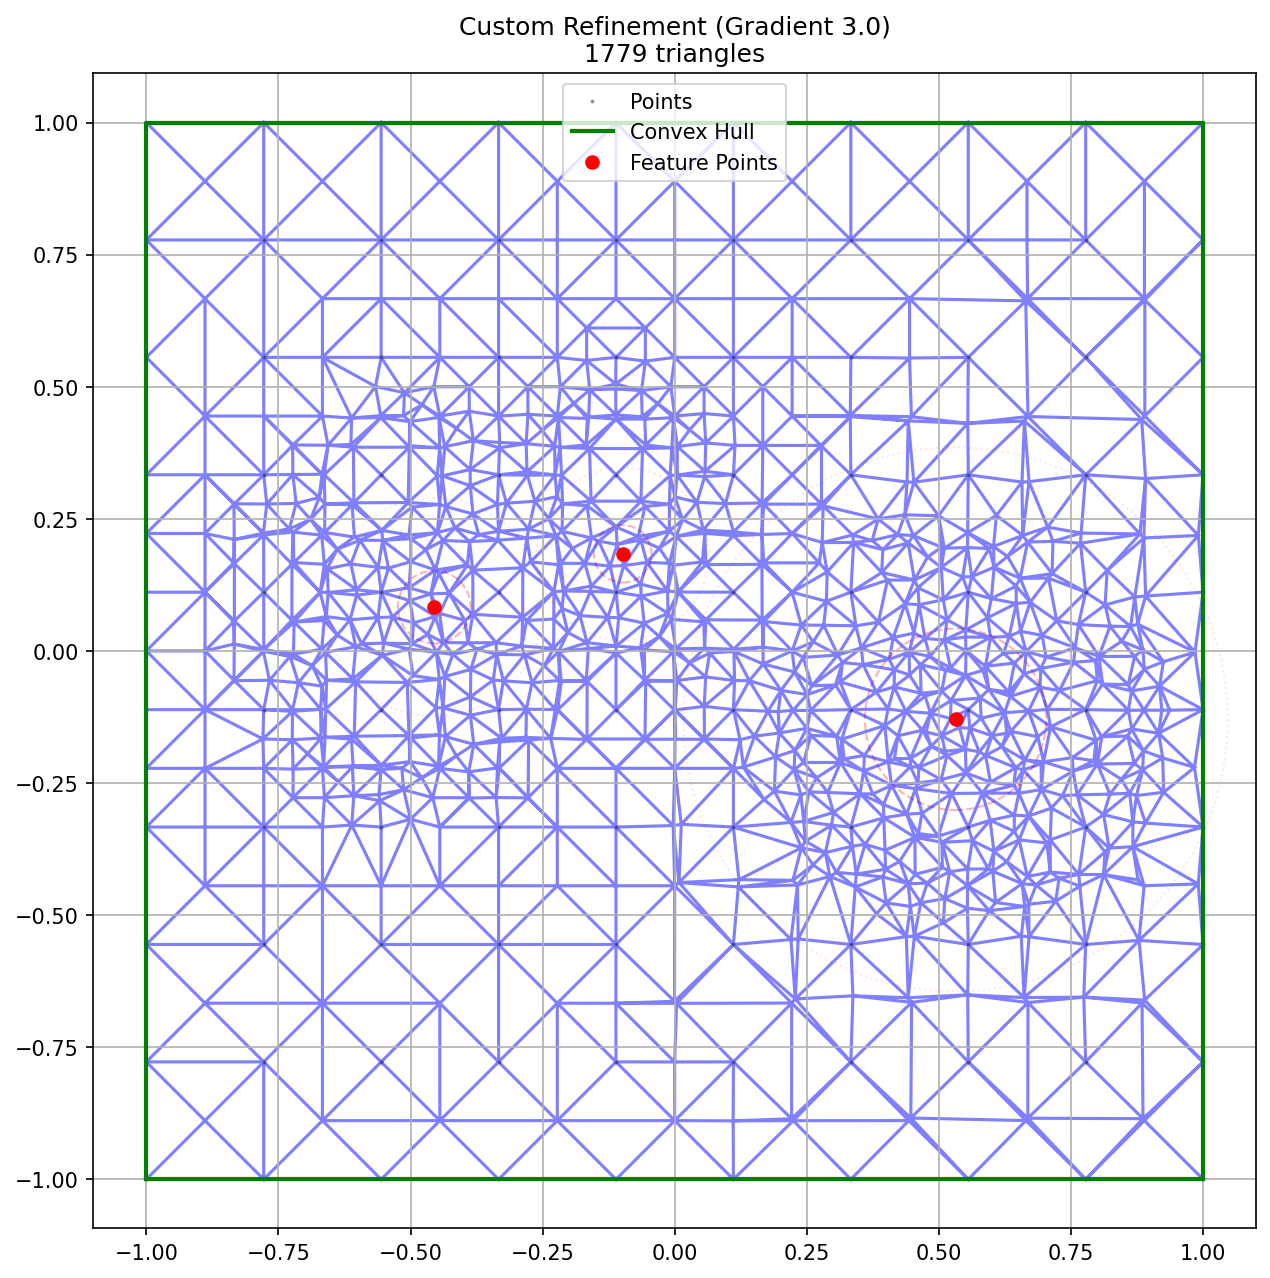 Custom Refinement (Gradient 3.0)
1779 triangles
Points
Convex Hull
Feature Points
1.00
0.75
0.50
0.25
0.00
−0.25
−0.50
−0.75
−1.00
−1.00 −0.75 −0.50 −0.25 0.00 0.25 0.50 0.75 1.00